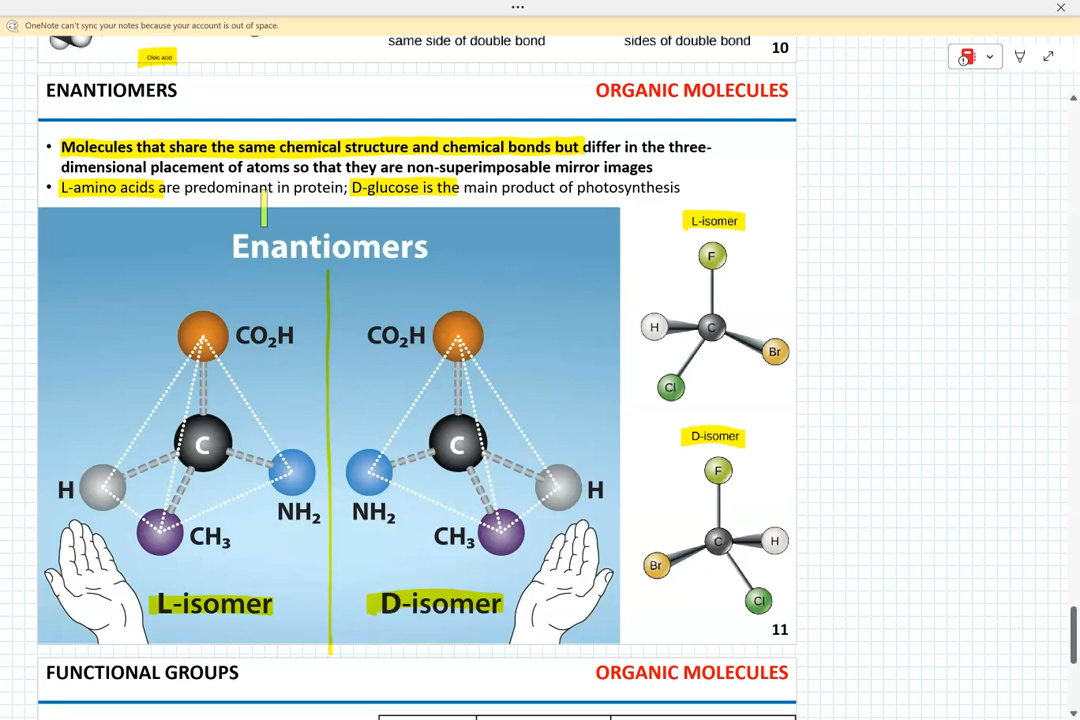 OneNote can't sync your notes because your account is out of space.
same side of double bond
sides of double bond
10
Oleic acid
ENANTIOMERS
ORGANIC MOLECULES
• Molecules that share the same chemical structure and chemical bonds but differ in the three-
dimensional placement of atoms so that they are non-superimposable mirror images
• L-amino acids are predominant in protein; D-glucose is the main product of photosynthesis
Enantiomers
CO₂H
C
H
NH₂
CH₃
L-isomer
CO₂H
C
NH₂
H
CH₃
D-isomer
L-isomer
F
H
C
Br
Cl
D-isomer
F
C
H
Br
Cl
11
FUNCTIONAL GROUPS
ORGANIC MOLECULES